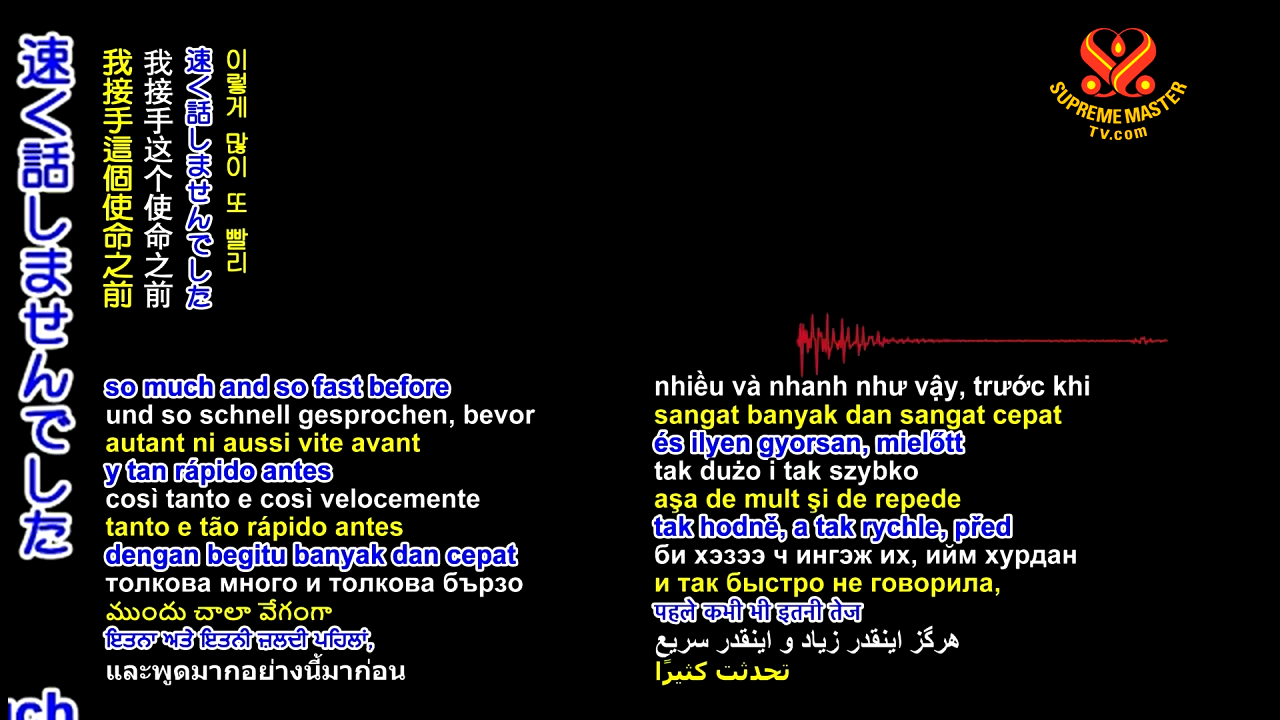 速く話しませんでした
我接手這個使命之前
我接手这个使命之前
速く話しませんでした
이렇게 많이 또 빨리
SUPREME MASTER
TV.com
so much and so fast before
und so schnell gesprochen, bevor
autant ni aussi vite avant
y tan rápido antes
così tanto e così velocemente
tanto e tão rápido antes
dengan begitu banyak dan cepat
толкова много и толкова бързо
ముందు చాలా వేగంగా
ਇਤਨਾ ਅਤੇ ਇਤਨੀ ਜ਼ਲਦੀ ਪਹਿਲਾਂ,
และพูดมากอย่างนี้มาก่อน
nhiều và nhanh như vậy, trước khi
sangat banyak dan sangat cepat
és ilyen gyorsan, mielőtt
tak dużo i tak szybko
aşa de mult şi de repede
tak hodně, a tak rychle, před
би хэзээ ч ингэж их, ийм хурдан
и так быстро не говорила,
पहले कभी भी इतनी तेज
هرگز اینقدر زیاد و اینقدر سریع
تحدثت كثيرًا